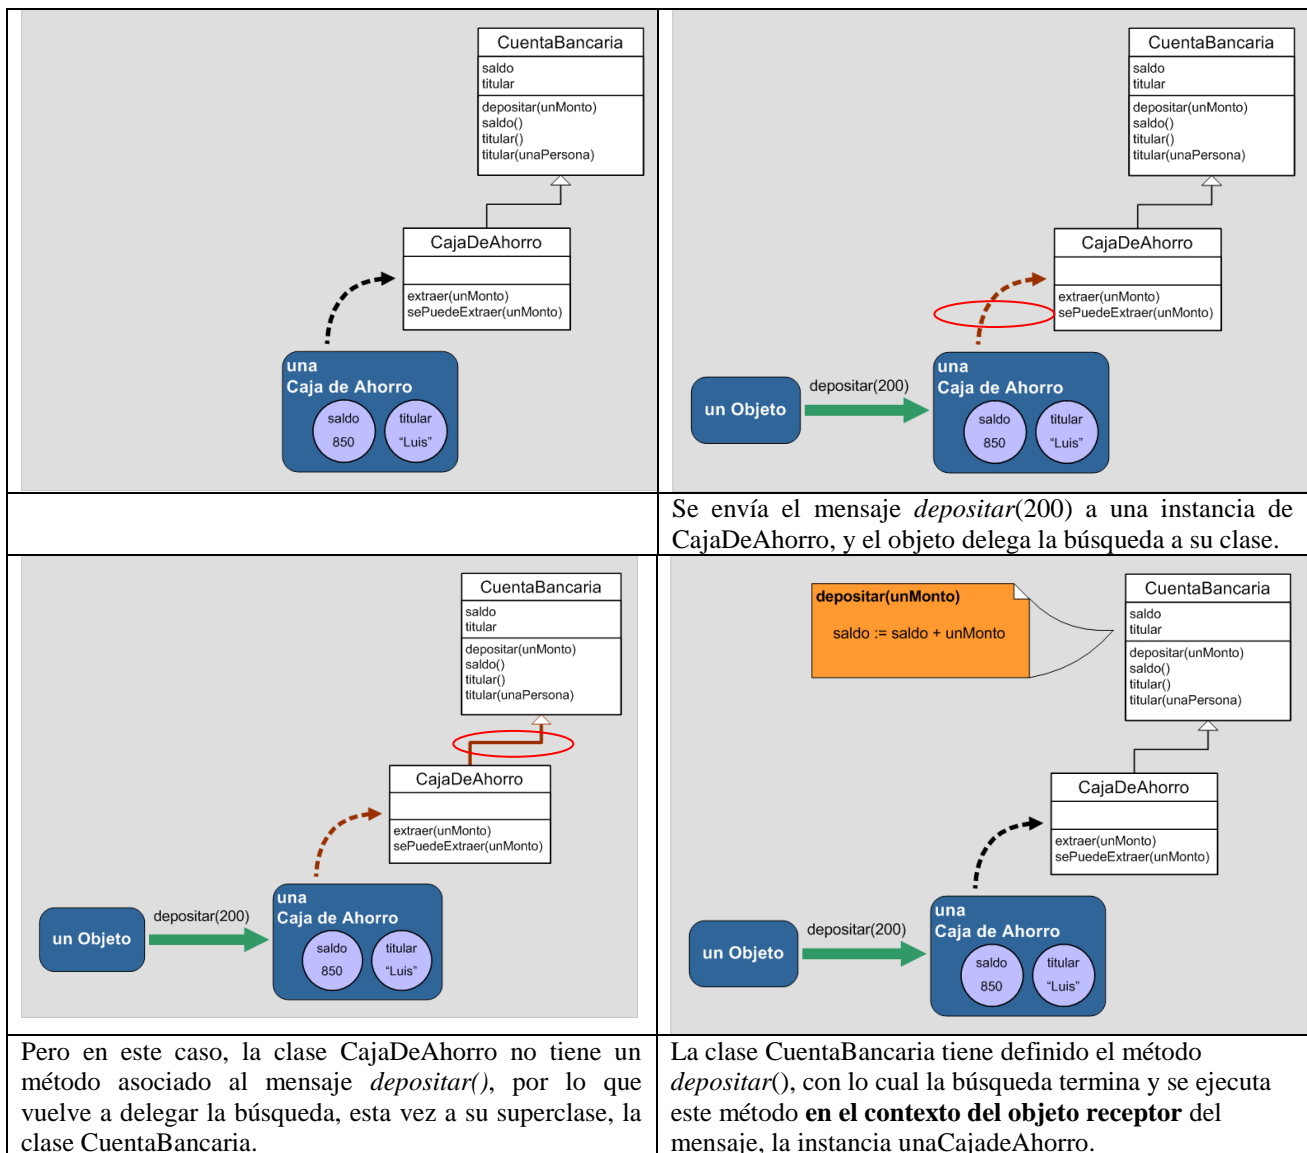 CuentaBancaria
saldo
titular
depositar(unMonto)
saldo()
titular()
titular(unaPersona)
CajaDeAhorro
extraer(unMonto)
sePuedeExtraer(unMonto)
una
Caja de Ahorro
saldo
850
titular
“Luis”
CuentaBancaria
saldo
titular
depositar(unMonto)
saldo()
titular()
titular(unaPersona)
CajaDeAhorro
extraer(unMonto)
sePuedeExtraer(unMonto)
un Objeto
depositar(200)
una
Caja de Ahorro
saldo
850
titular
“Luis”
Se envía el mensaje depositar(200) a una instancia de
CajaDeAhorro, y el objeto delega la búsqueda a su clase.
CuentaBancaria
saldo
titular
depositar(unMonto)
saldo()
titular()
titular(unaPersona)
CajaDeAhorro
extraer(unMonto)
sePuedeExtraer(unMonto)
un Objeto
depositar(200)
una
Caja de Ahorro
saldo
850
titular
“Luis”
depositar(unMonto)
saldo := saldo + unMonto
CuentaBancaria
saldo
titular
depositar(unMonto)
saldo()
titular()
titular(unaPersona)
CajaDeAhorro
extraer(unMonto)
sePuedeExtraer(unMonto)
un Objeto
depositar(200)
una
Caja de Ahorro
saldo
850
titular
“Luis”
Pero en este caso, la clase CajaDeAhorro no tiene un
método asociado al mensaje depositar(), por lo que
vuelve a delegar la búsqueda, esta vez a su superclase, la
clase CuentaBancaria.
La clase CuentaBancaria tiene definido el método
depositar(), con lo cual la búsqueda termina y se ejecuta
este método en el contexto del objeto receptor del
mensaje, la instancia unaCajadeAhorro.